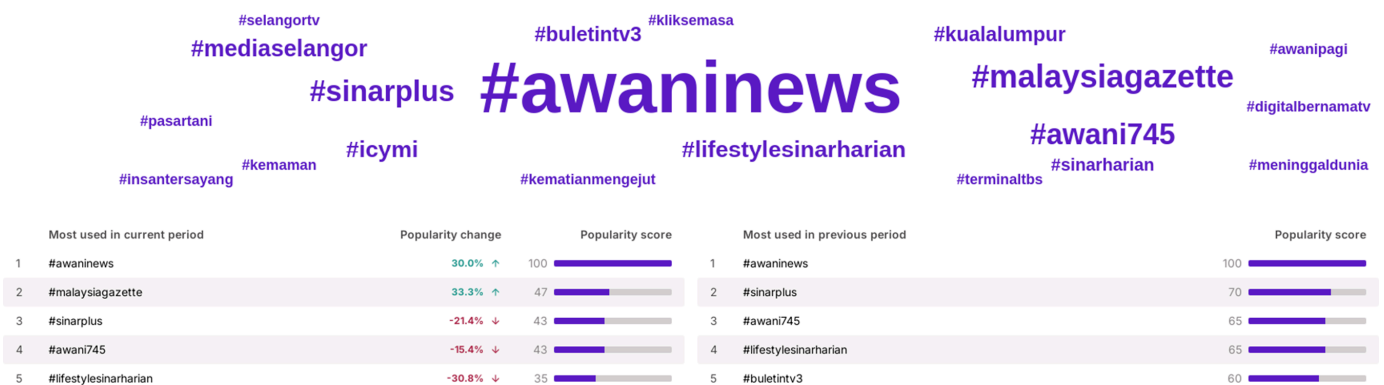 #selangortv
#kliksemasa
#mediaselangor
#buletintv3
#kualalumpur
#awanipagi
#sinarplus
#awaninews
#malaysiagazette
#digitalbernamatv
#pasartani
#awani745
#icymi
#lifestylesinarharian
#kemaman
#sinarharian
#meninggaldunia
#insantersayang
#kematianmengejut
#terminaltbs
Most used in current period Popularity change Popularity score
1 #awaninews 30.0% ↑ 100
2 #malaysiagazette 33.3% ↑ 47
3 #sinarplus -21.4% ↓ 43
4 #awani745 -15.4% ↓ 43
5 #lifestylesinarharian -30.8% ↓ 35
Most used in previous period Popularity score
1 #awaninews 100
2 #sinarplus 70
3 #awani745 65
4 #lifestylesinarharian 65
5 #buletintv3 60